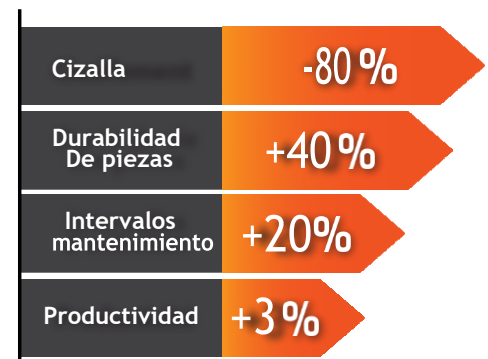 Cizalla
-80%
Durabilidad
De piezas
+40%
Intervalos
mantenimiento
+20%
Productividad
+3%